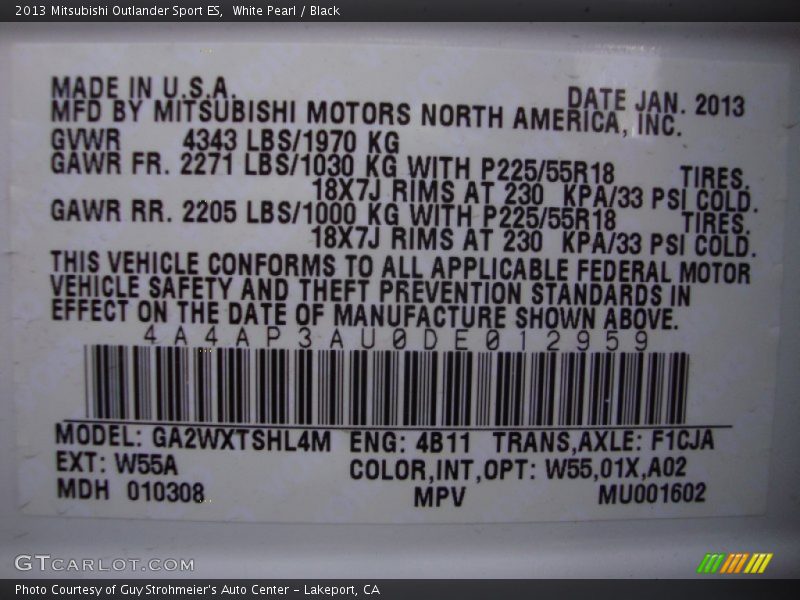 2013 Mitsubishi Outlander Sport ES, White Pearl / Black
MADE IN U.S.A. DATE JAN. 2013
MFD BY MITSUBISHI MOTORS NORTH AMERICA, INC.
GVWR 4343 LBS/1970 KG
GAWR FR. 2271 LBS/1030 KG WITH P225/55R18 TIRES.
18X7J RIMS AT 230 KPA/33 PSI COLD.
GAWR RR. 2205 LBS/1000 KG WITH P225/55R18 TIRES.
18X7J RIMS AT 230 KPA/33 PSI COLD.
THIS VEHICLE CONFORMS TO ALL APPLICABLE FEDERAL MOTOR
VEHICLE SAFETY AND THEFT PREVENTION STANDARDS IN
EFFECT ON THE DATE OF MANUFACTURE SHOWN ABOVE.
4A4AP3AU0DE012959
MODEL: GA2WXTSHL4M ENG: 4B11 TRANS,AXLE: F1CJA
EXT: W55A COLOR,INT,OPT: W55,01X,A02
MDH 010308 MPV MU001602
GTCARLOT.COM
Photo Courtesy of Guy Strohmeier's Auto Center - Lakeport, CA